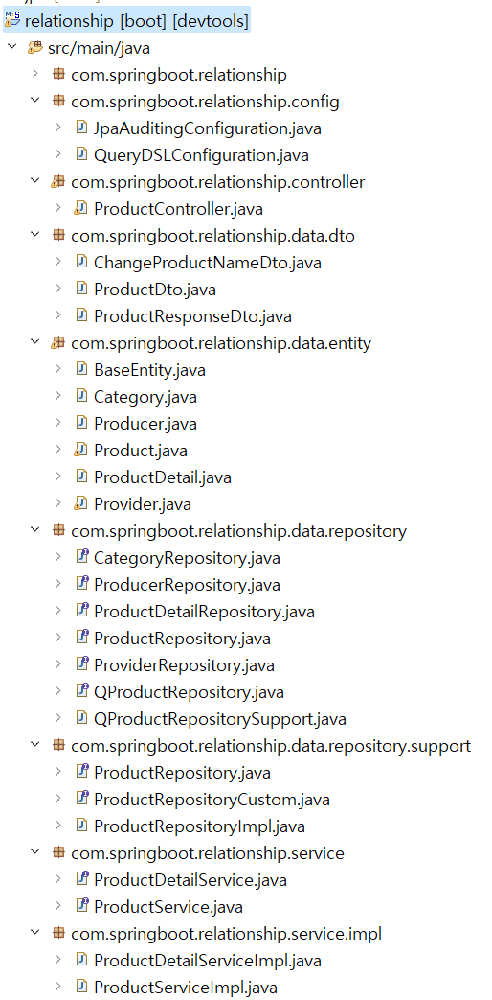 relationship [boot] [devtools]
src/main/java
com.springboot.relationship
com.springboot.relationship.config
JpaAuditingConfiguration.java
QueryDSLConfiguration.java
com.springboot.relationship.controller
ProductController.java
com.springboot.relationship.data.dto
ChangeProductNameDto.java
ProductDto.java
ProductResponseDto.java
com.springboot.relationship.data.entity
BaseEntity.java
Category.java
Producer.java
Product.java
ProductDetail.java
Provider.java
com.springboot.relationship.data.repository
CategoryRepository.java
ProducerRepository.java
ProductDetailRepository.java
ProductRepository.java
ProviderRepository.java
QProductRepository.java
QProductRepositorySupport.java
com.springboot.relationship.data.repository.support
ProductRepository.java
ProductRepositoryCustom.java
ProductRepositoryImpl.java
com.springboot.relationship.service
ProductDetailService.java
ProductService.java
com.springboot.relationship.service.impl
ProductDetailServiceImpl.java
ProductServiceImpl.java